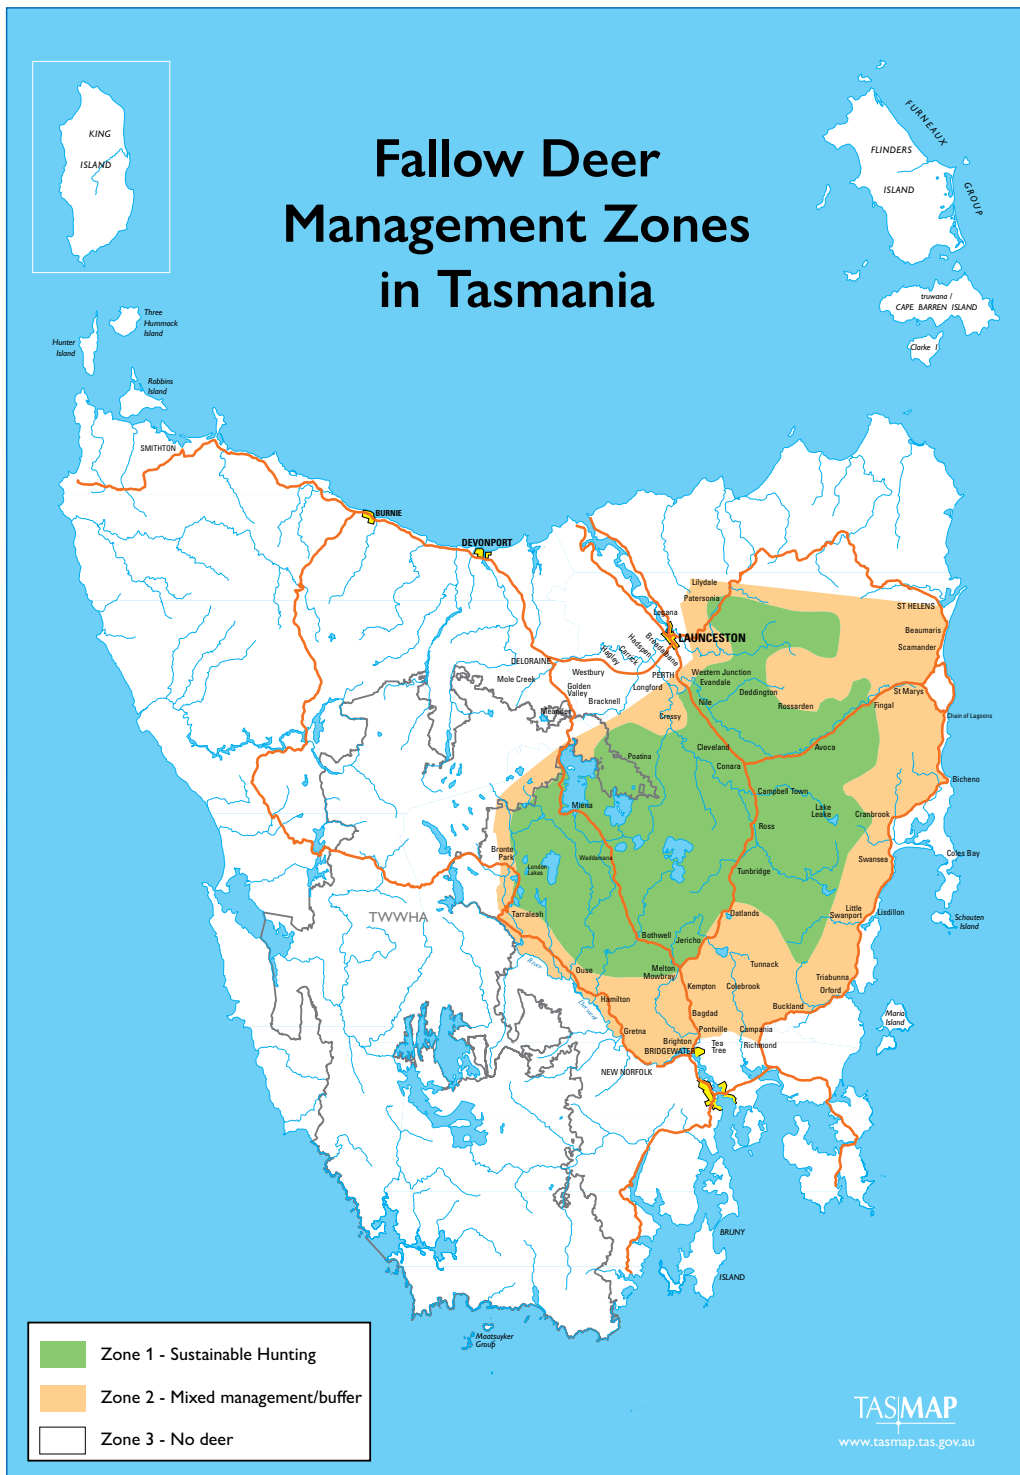 Fallow Deer
Management Zones
in Tasmania
KING
ISLAND
FURNEAUX
GROUP
FLINDERS
ISLAND
truwana /
CAPE BARREN ISLAND
Clarke I
Three
Hummock
Island
Hunter
Island
Robbins
Island
SMITHTON
BURNIE
DEVONPORT
Lilydale
Patersonia
Legana
LAUNCESTON
ST HELENS
Beaumaris
Scamander
Breadalbane
Hadspen
Carrick
Hagley
DELORAINE
Mole Creek
Westbury
PERTH
Western Junction
Evandale
Golden
Valley
Longford
Deddington
Bracknell
Nile
Rossarden
St Marys
Fingal
Meander
Cressy
Chain of Lagoons
Cleveland
Avoca
Poatina
Conara
Bicheno
Campbell Town
Miena
Lake
Leake
Cranbrook
Ross
Bronte
Park
Waddamana
Coles Bay
Swansea
London
Lakes
Tunbridge
TWWHA
Tarraleah
Oatlands
Little
Swanport
Lisdillon
Schouten
Island
Bothwell
Jericho
River
Ouse
Melton
Mowbray
Tunnack
Triabunna
Kempton
Colebrook
Orford
Hamilton
Derwent
Buckland
Maria
Island
Bagdad
Gretna
Pontville
Campania
Brighton
Tea
Tree
Richmond
BRIDGEWATER
NEW NORFOLK
BRUNY
ISLAND
Maatsuyker
Group
Zone 1 - Sustainable Hunting
Zone 2 - Mixed management/buffer
Zone 3 - No deer
TASMAP
www.tasmap.tas.gov.au